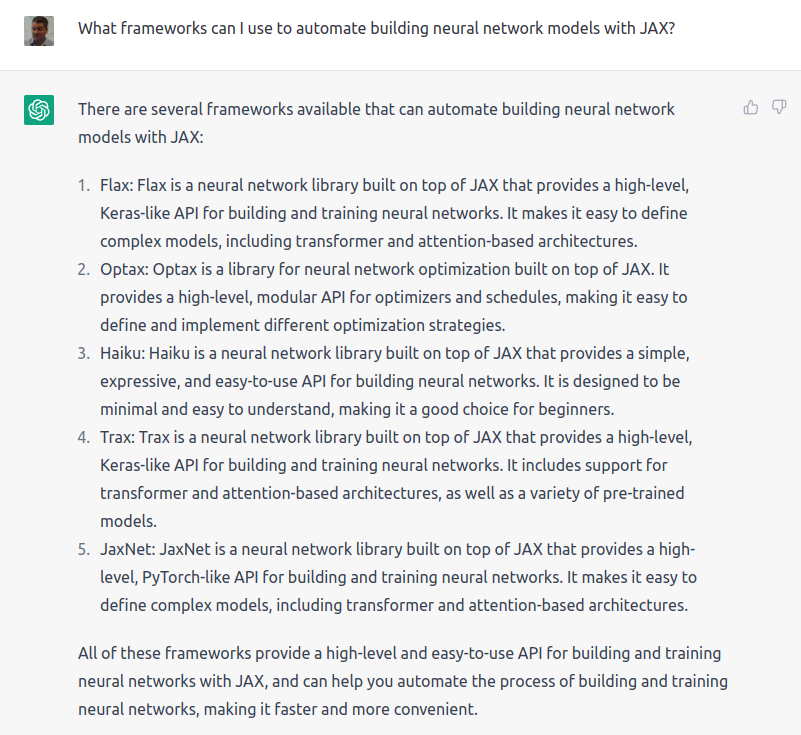 What frameworks can I use to automate building neural network models with JAX?
There are several frameworks available that can automate building neural network
models with JAX:
1. Flax: Flax is a neural network library built on top of JAX that provides a high-level,
Keras-like API for building and training neural networks. It makes it easy to define
complex models, including transformer and attention-based architectures.
2. Optax: Optax is a library for neural network optimization built on top of JAX. It
provides a high-level, modular API for optimizers and schedules, making it easy to
define and implement different optimization strategies.
3. Haiku: Haiku is a neural network library built on top of JAX that provides a simple,
expressive, and easy-to-use API for building neural networks. It is designed to be
minimal and easy to understand, making it a good choice for beginners.
4. Trax: Trax is a neural network library built on top of JAX that provides a high-level,
Keras-like API for building and training neural networks. It includes support for
transformer and attention-based architectures, as well as a variety of pre-trained
models.
5. JaxNet: JaxNet is a neural network library built on top of JAX that provides a high-
level, PyTorch-like API for building and training neural networks. It makes it easy to
define complex models, including transformer and attention-based architectures.
All of these frameworks provide a high-level and easy-to-use API for building and training
neural networks with JAX, and can help you automate the process of building and training
neural networks, making it faster and more convenient.